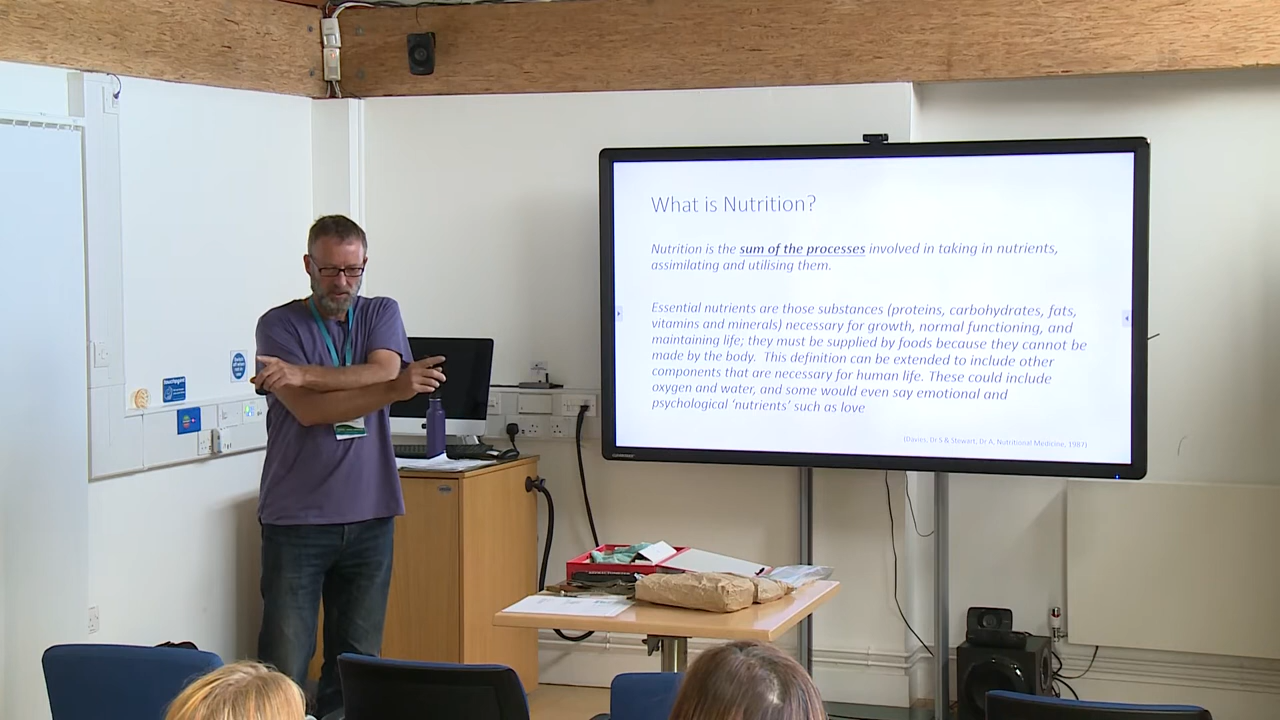 What is Nutrition?
Nutrition is the sum of the processes involved in taking in nutrients,
assimilating and utilising them.
Essential nutrients are those substances (proteins, carbohydrates, fats,
vitamins and minerals) necessary for growth, normal functioning, and
maintaining life; they must be supplied by foods because they cannot be
made by the body. This definition can be extended to include other
components that are necessary for human life. These could include
oxygen and water, and some would even say emotional and
psychological 'nutrients' such as love
(Davies, Dr S & Stewart, Dr A, Nutritional Medicine, 1987)